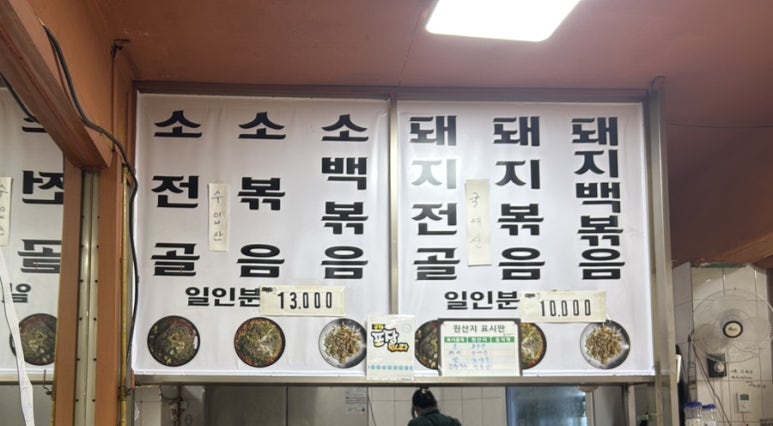 소전골
소볶음
소백볶음
수입산
일인분 13,000
돼지전골
돼지볶음
돼지백볶음
국내산
일인분 10,000
원산지 표시판